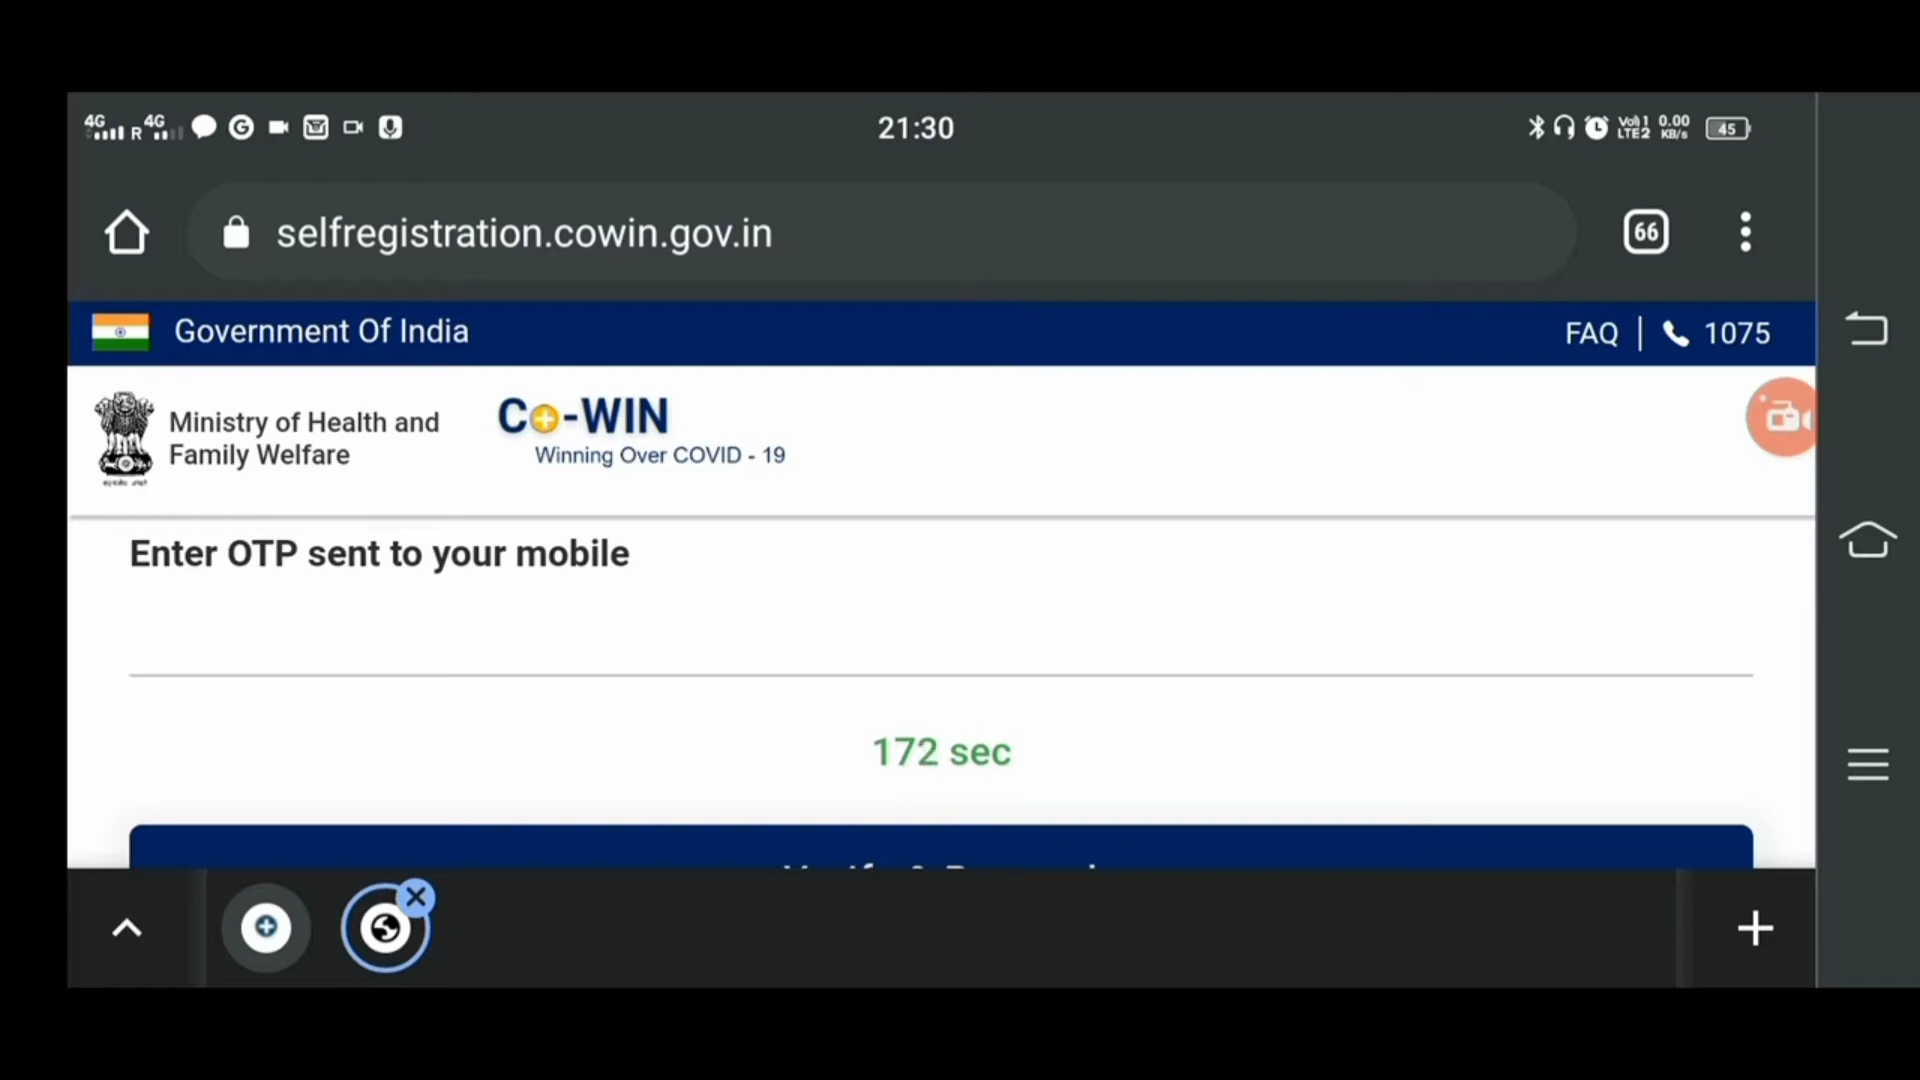 4G R 4G 21:30 Vo)) 1 LTE2 0.00 KB/s 45
selfregistration.cowin.gov.in 66
Government Of India FAQ | 1075
Ministry of Health and
Family Welfare
Co-WIN
Winning Over COVID - 19
Enter OTP sent to your mobile
172 sec